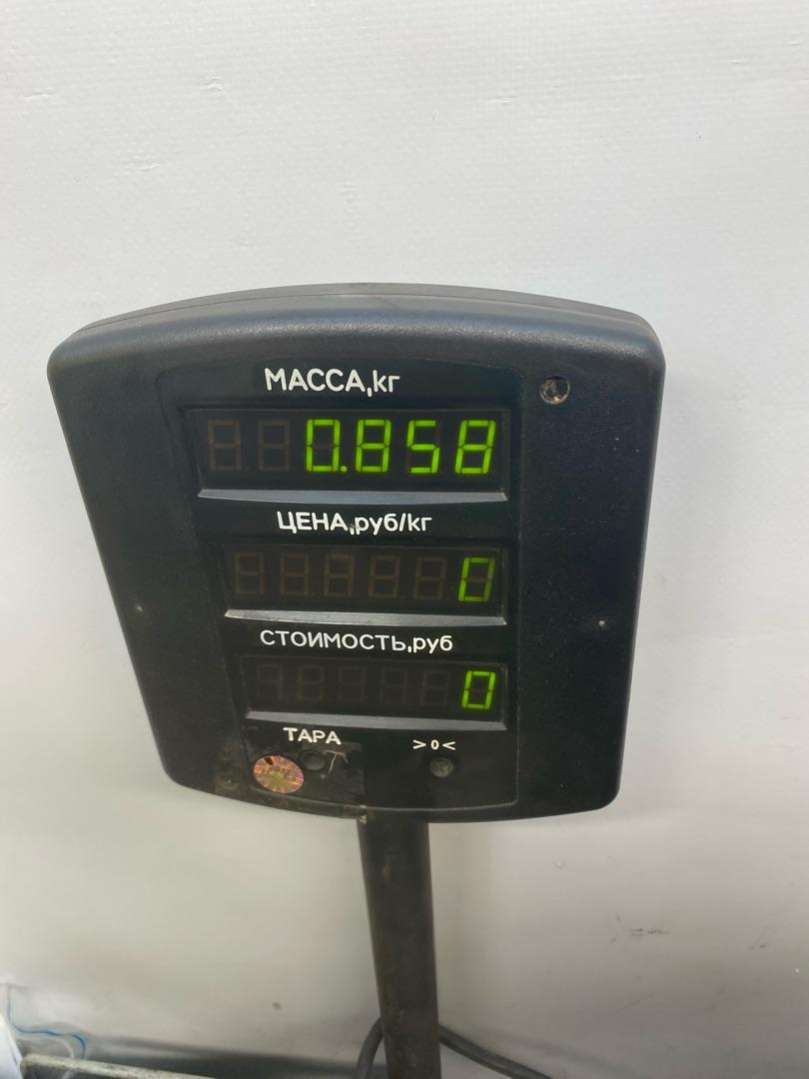 МАССА,кг
0.858
ЦЕНА,руб/кг
0
СТОИМОСТЬ,руб
0
ТАРА >0<